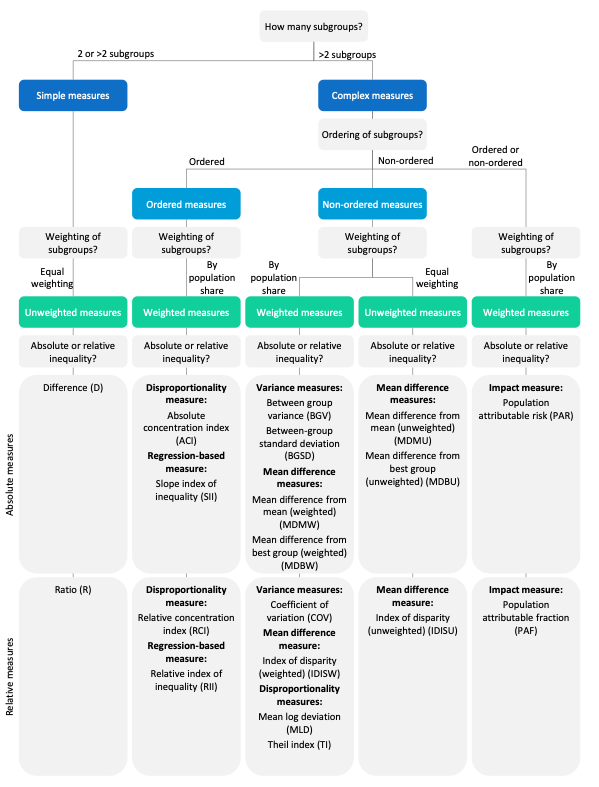 How many subgroups?
2 or >2 subgroups
>2 subgroups
Simple measures
Complex measures
Ordering of subgroups?
Ordered
Non-ordered
Ordered or
non-ordered
Ordered measures
Non-ordered measures
Weighting of
subgroups?
Weighting of
subgroups?
Weighting of
subgroups?
Weighting of
subgroups?
Equal
weighting
By
population
share
By
population
share
Equal
weighting
By
population
share
Unweighted measures
Weighted measures
Weighted measures
Unweighted measures
Weighted measures
Absolute or relative
inequality?
Absolute or relative
inequality?
Absolute or relative
inequality?
Absolute or relative
inequality?
Absolute or relative
inequality?
Absolute measures
Difference (D)
Disproportionality
measure:
Absolute
concentration index
(ACI)
Regression-based
measure:
Slope index of
inequality (SII)
Variance measures:
Between group
variance (BGV)
Between-group
standard deviation
(BGSD)
Mean difference
measures:
Mean difference from
mean (weighted)
(MDMW)
Mean difference from
best group (weighted)
(MDBW)
Mean difference
measures:
Mean difference from
mean (unweighted)
(MDMU)
Mean difference from
best group
(unweighted) (MDBU)
Impact measure:
Population
attributable risk (PAR)
Relative measures
Ratio (R)
Disproportionality
measure:
Relative concentration
index (RCI)
Regression-based
measure:
Relative index of
inequality (RII)
Variance measures:
Coefficient of
variation (COV)
Mean difference
measure:
Index of disparity
(weighted) (IDISW)
Disproportionality
measures:
Mean log deviation
(MLD)
Theil index (TI)
Mean difference
measure:
Index of disparity
(unweighted) (IDISU)
Impact measure:
Population
attributable fraction
(PAF)